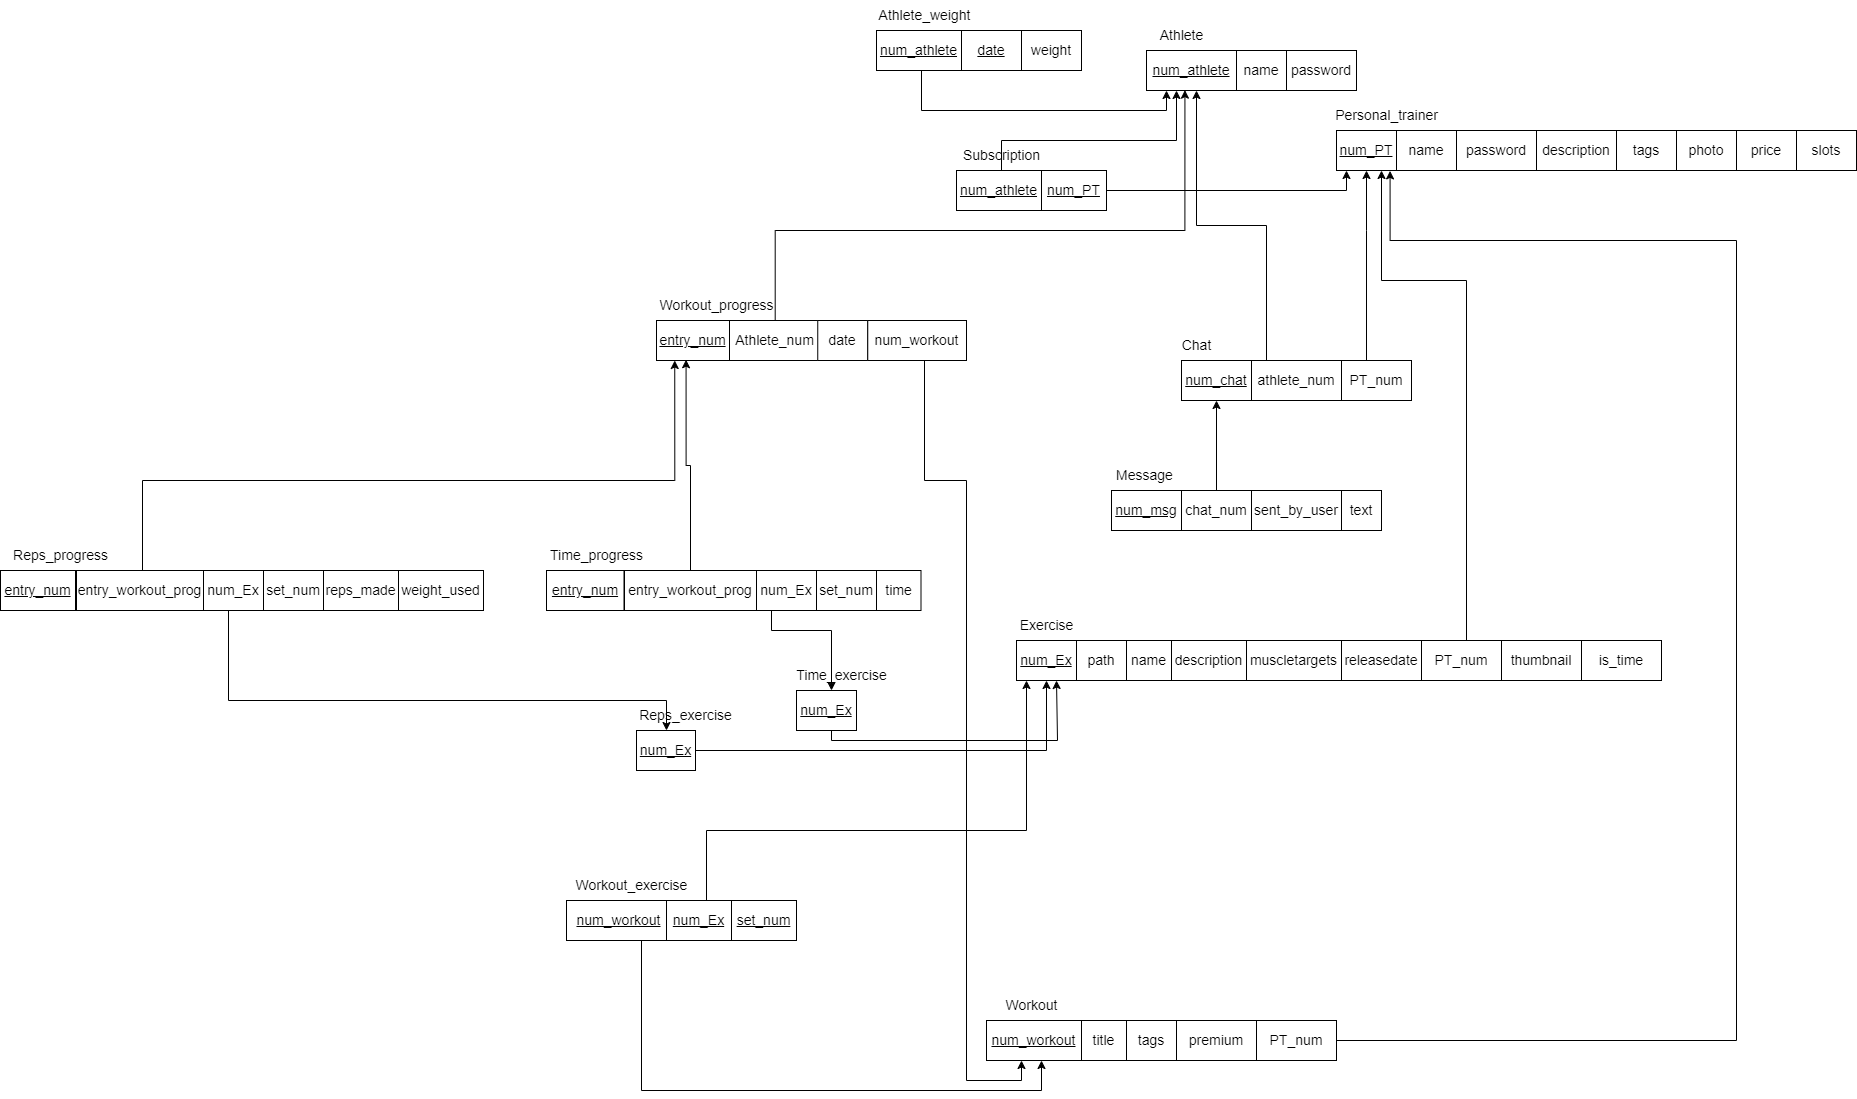 Athlete_weight
num_athlete date weight
Athlete
num_athlete name password
Personal_trainer
num_PT name password description tags photo price slots
Subscription
num_athlete num_PT
Workout_progress
entry_num Athlete_num date num_workout
Chat
num_chat athlete_num PT_num
Message
num_msg chat_num sent_by_user text
Reps_progress
entry_num entry_workout_prog num_Ex set_num reps_made weight_used
Time_progress
entry_num entry_workout_prog num_Ex set_num time
Exercise
num_Ex path name description muscletargets releasedate PT_num thumbnail is_time
Time_exercise
num_Ex
Reps_exercise
num_Ex
Workout_exercise
num_workout num_Ex set_num
Workout
num_workout title tags premium PT_num